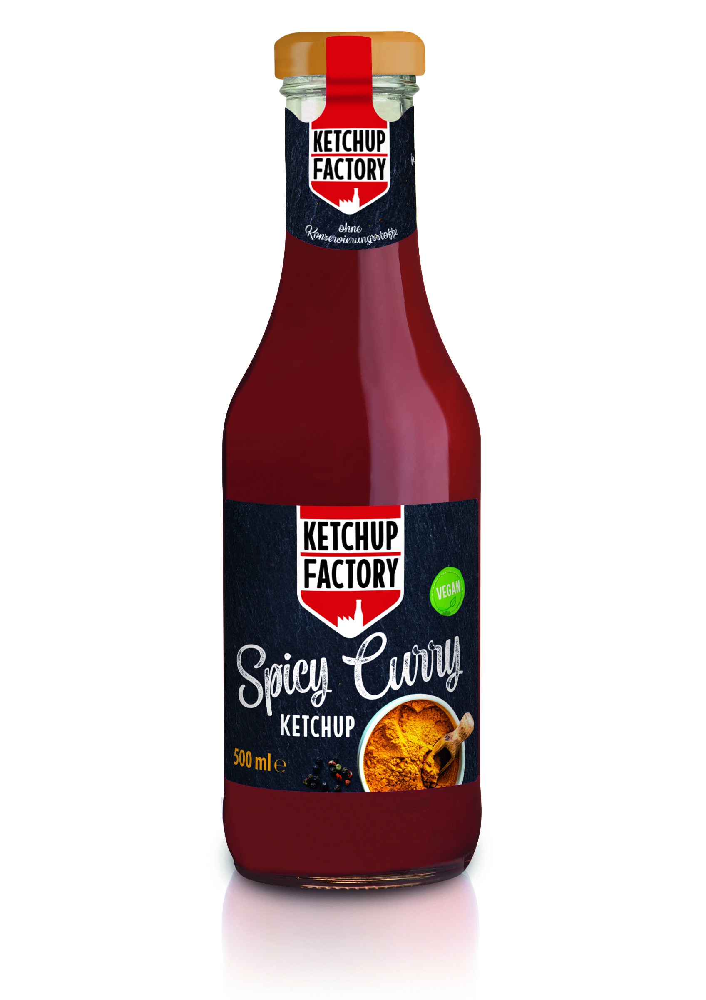 KETCHUP
FACTORY
ohne
Konservierungsstoffe
KETCHUP
FACTORY
VEGAN
Spicy Curry
KETCHUP
500 ml ℮